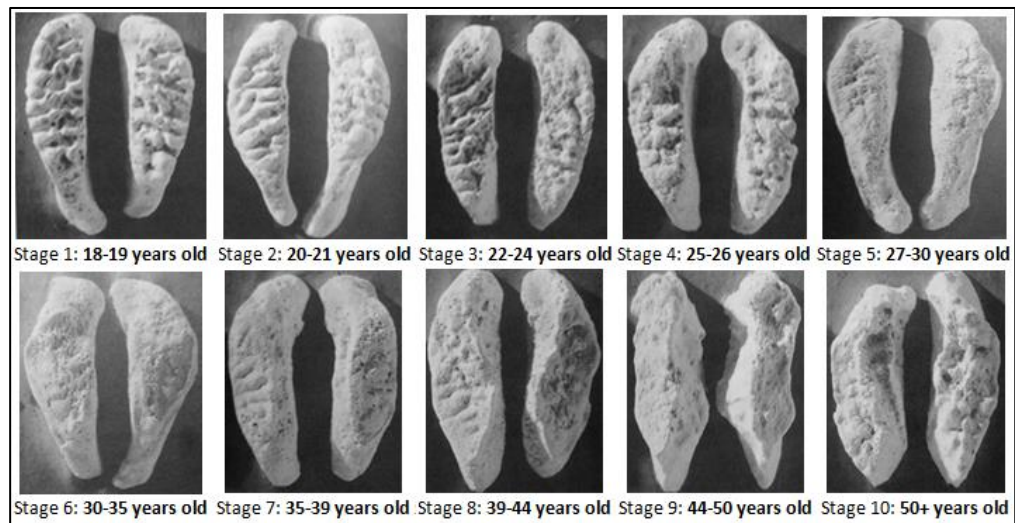 Stage 1: 18-19 years old
Stage 2: 20-21 years old
Stage 3: 22-24 years old
Stage 4: 25-26 years old
Stage 5: 27-30 years old
Stage 6: 30-35 years old
Stage 7: 35-39 years old
Stage 8: 39-44 years old
Stage 9: 44-50 years old
Stage 10: 50+ years old